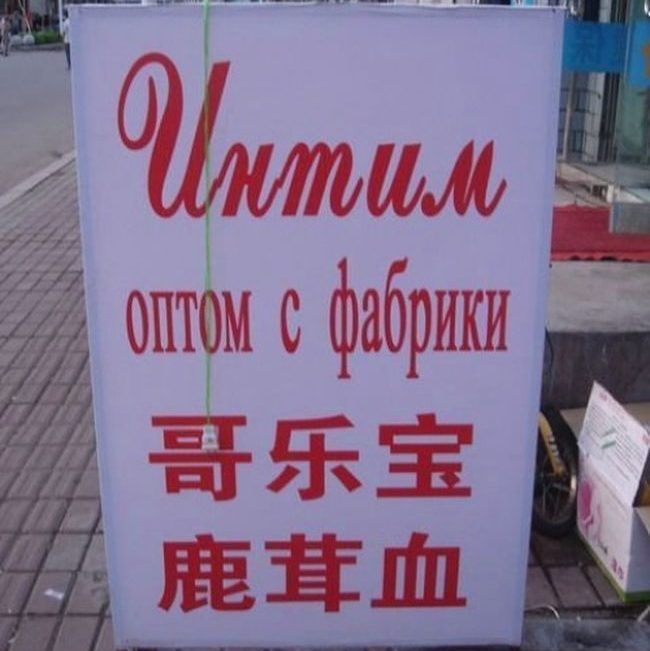 Интим
оптом с фабрики
哥乐宝
鹿茸血